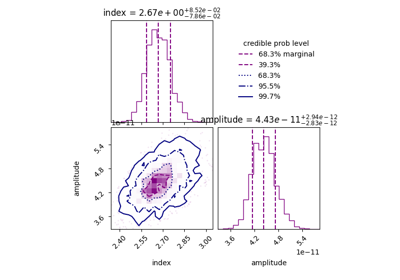 index = 2.67e+00 +8.52e−02 −7.86e−02
credible prob level
68.3% marginal
39.3%
68.3%
95.5%
99.7%
1e−11
amplitude = 4.43e−11 +2.94e−12 −2.83e−12
5.4
4.8
4.2
3.6
amplitude
2.40 2.55 2.70 2.85 3.00
3.6 4.2 4.8 5.4
1e−11
index
amplitude